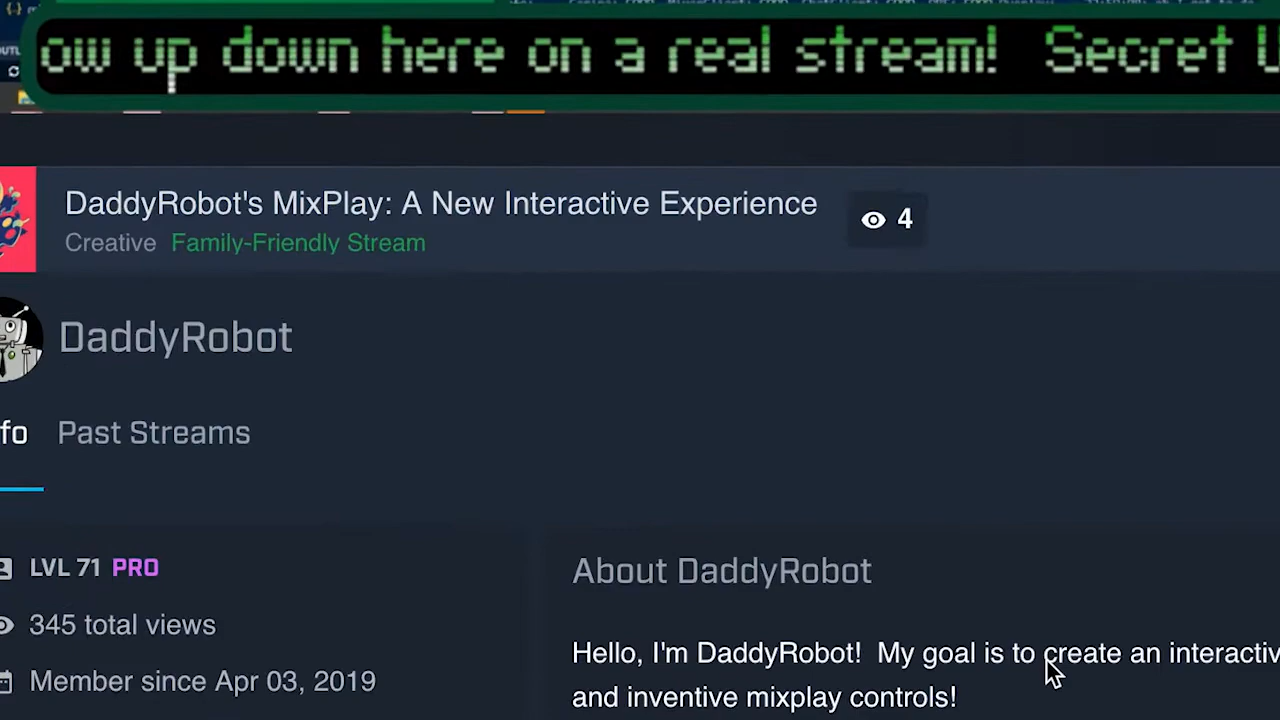 ow up down here on a real stream! Secret U
DaddyRobot's MixPlay: A New Interactive Experience
4
Creative Family-Friendly Stream
DaddyRobot
fo Past Streams
LVL 71 PRO
About DaddyRobot
345 total views
Hello, I'm DaddyRobot! My goal is to create an interactiv
Member since Apr 03, 2019
and inventive mixplay controls!